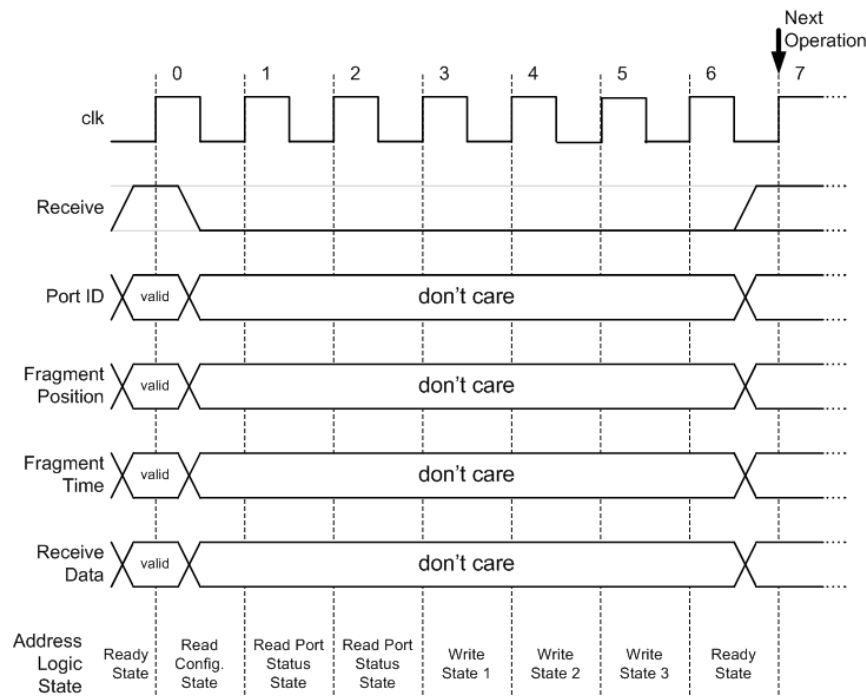 Next
Operation
0 1 2 3 4 5 6 7
clk
Receive
Port ID valid don't care
Fragment
Position valid don't care
Fragment
Time valid don't care
Receive
Data valid don't care
Address
Logic
State
Ready
State
Read
Config.
State
Read Port
Status
State
Read Port
Status
State
Write
State 1
Write
State 2
Write
State 3
Ready
State